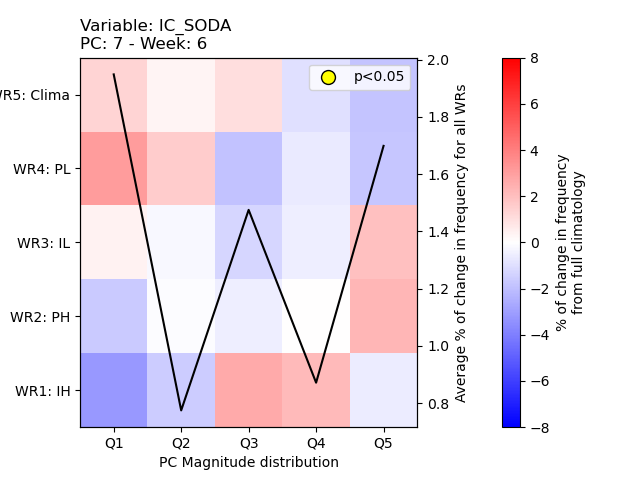 Variable: IC_SODA
PC: 7 - Week: 6
p<0.05
WR5: Clima
WR4: PL
WR3: IL
WR2: PH
WR1: IH
Q1 Q2 Q3 Q4 Q5
PC Magnitude distribution
2.0
1.8
1.6
1.4
1.2
1.0
0.8
Average % of change in frequency for all WRs
8
6
4
2
0
−2
−4
−6
−8
% of change in frequency
from full climatology